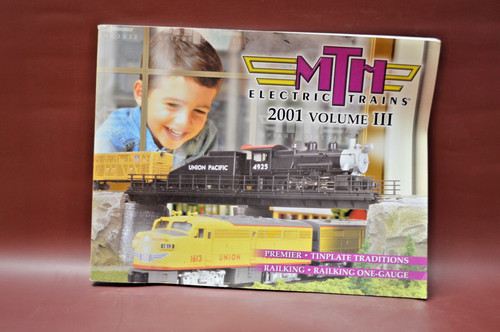 MTH
ELECTRIC TRAINS®
2001 VOLUME III
UNION PACIFIC
4925
1613 UNION
PREMIER • TINPLATE TRADITIONS
RAILKING • RAILKING ONE-GAUGE